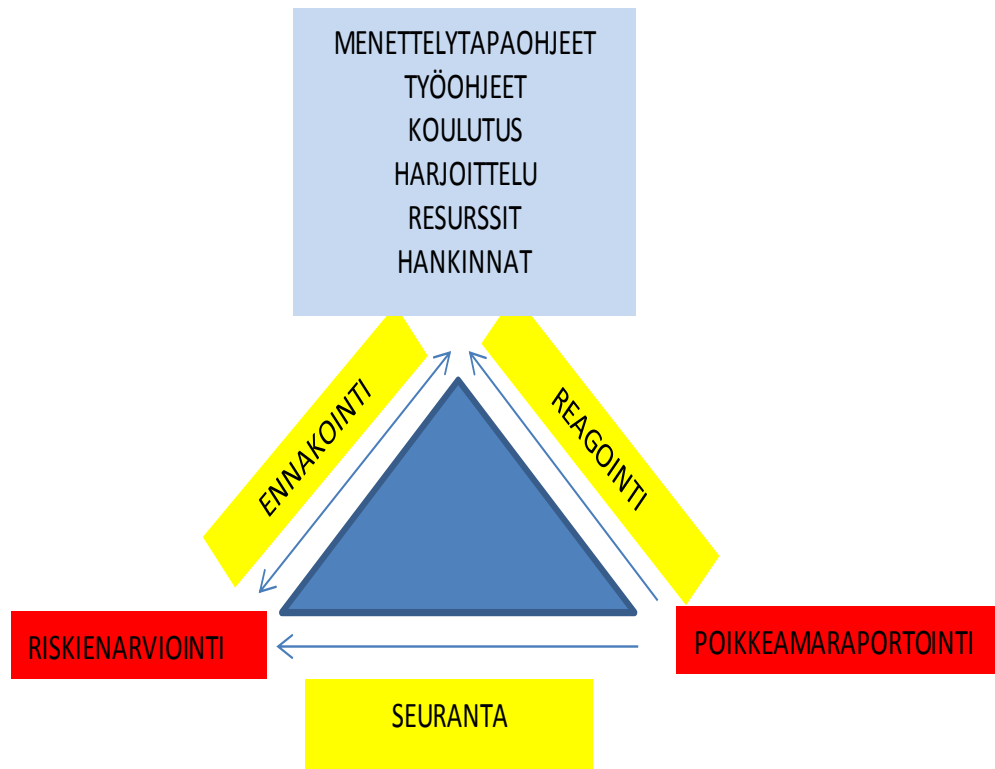 MENETTELYTAPAOHJEET
TYÖOHJEET
KOULUTUS
HARJOITTELU
RESURSSIT
HANKINNAT
ENNAKOINTI
REAGOINTI
RISKIENARVIOINTI
POIKKEAMARAPORTOINTI
SEURANTA